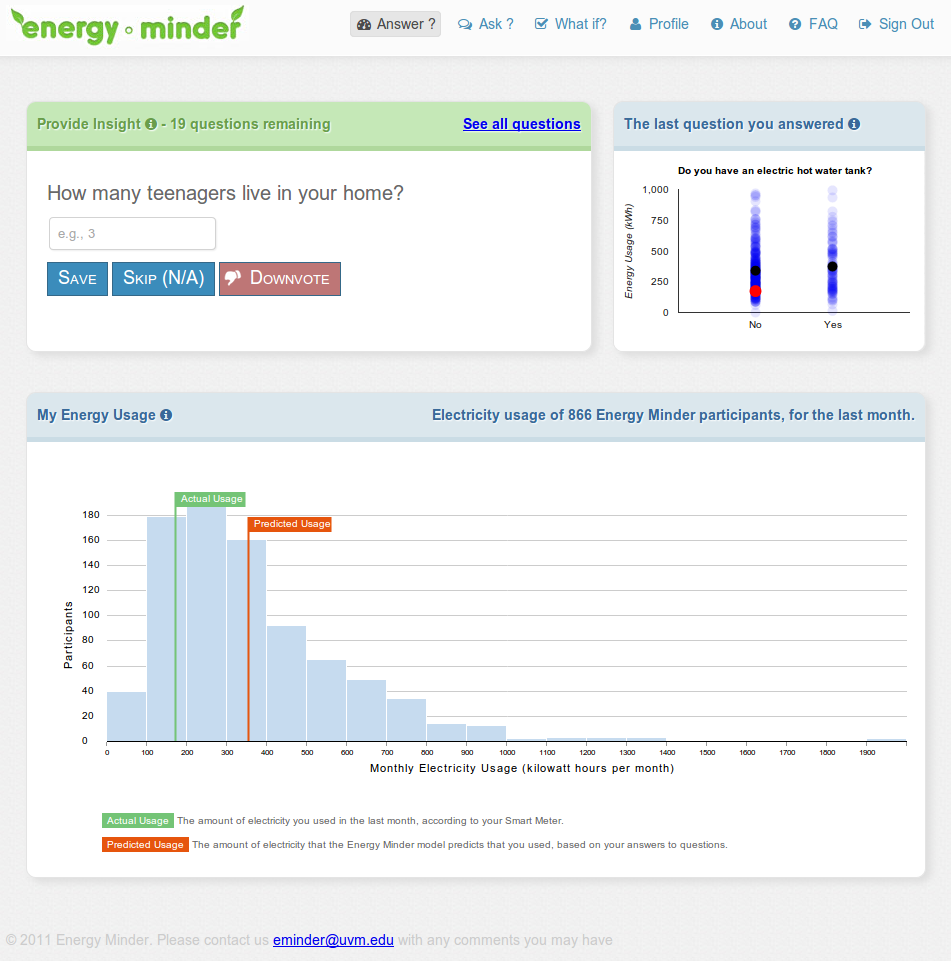 energy minder
Answer ?
Ask ?
What if?
Profile
About
FAQ
Sign Out
Provide Insight - 19 questions remaining
See all questions
How many teenagers live in your home?
e.g., 3
Save
Skip (N/A)
Downvote
The last question you answered
Do you have an electric hot water tank?
Energy Usage (kWh)
1,000
750
500
250
0
No
Yes
My Energy Usage
Electricity usage of 866 Energy Minder participants, for the last month.
Actual Usage
Predicted Usage
Participants
180
160
140
120
100
80
60
40
20
0
0 100 200 300 400 500 600 700 800 900 1000 1100 1200 1300 1400 1500 1600 1700 1800 1900
Monthly Electricity Usage (kilowatt hours per month)
Actual Usage The amount of electricity you used in the last month, according to your Smart Meter.
Predicted Usage The amount of electricity that the Energy Minder model predicts that you used, based on your answers to questions.
© 2011 Energy Minder. Please contact us eminder@uvm.edu with any comments you may have